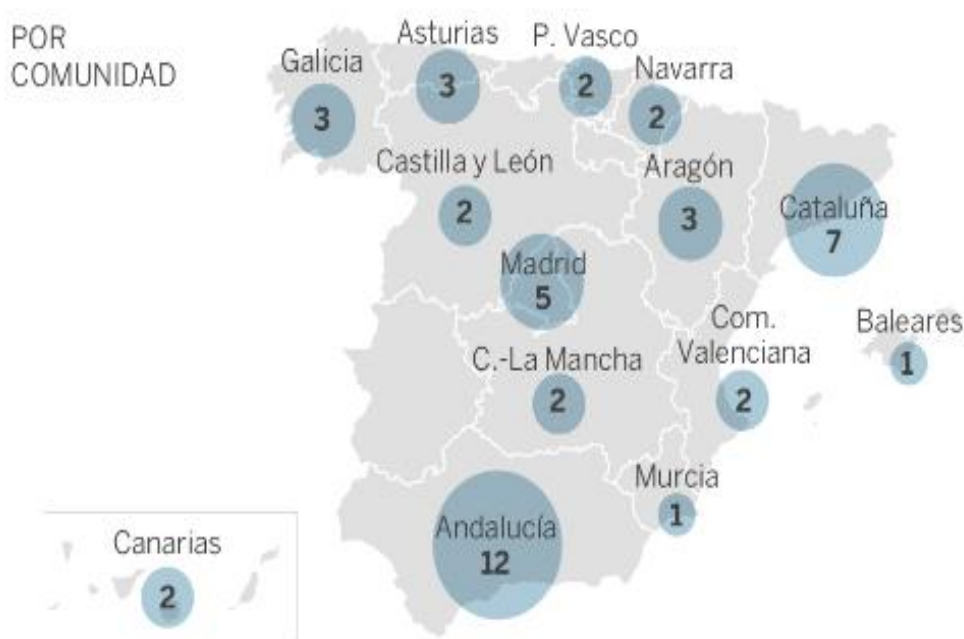 POR
COMUNIDAD
Galicia
3
Asturias
3
P. Vasco
2
Navarra
2
Castilla y León
2
Aragón
3
Cataluña
7
Madrid
5
Com.
Valenciana
2
Baleares
1
C.-La Mancha
2
Murcia
1
Andalucía
12
Canarias
2